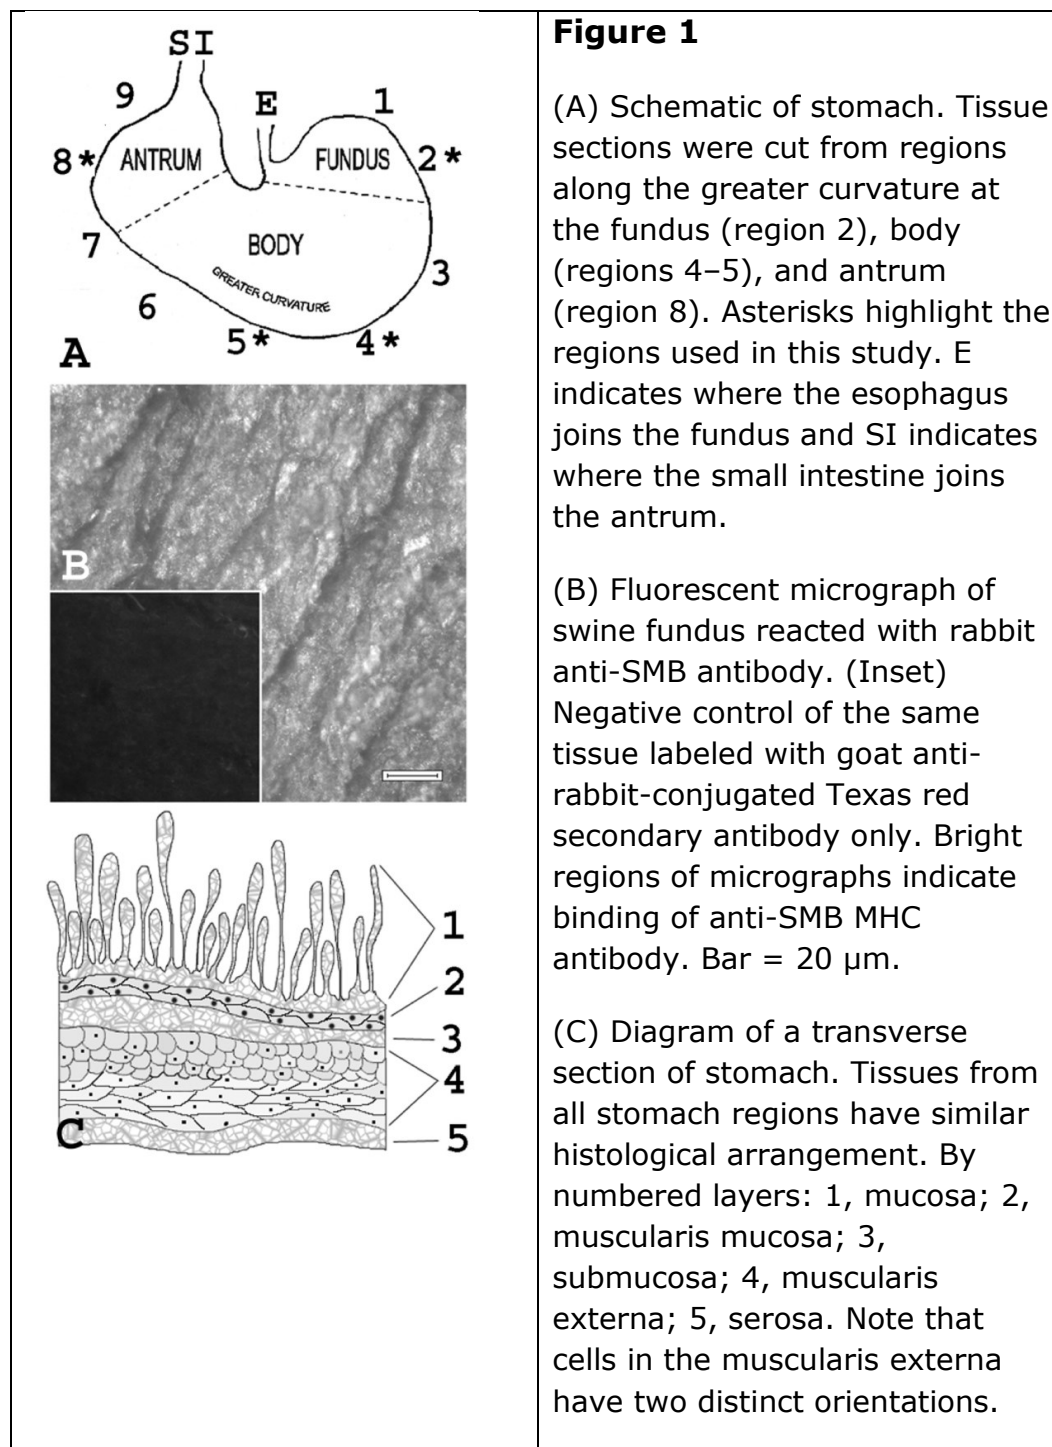 SI
9
E
1
8*
ANTRUM
FUNDUS
2*
7
BODY
3
6
GREATER CURVATURE
5*
4*
A
B
1
2
3
4
C
5
Figure 1
(A) Schematic of stomach. Tissue
sections were cut from regions
along the greater curvature at
the fundus (region 2), body
(regions 4–5), and antrum
(region 8). Asterisks highlight the
regions used in this study. E
indicates where the esophagus
joins the fundus and SI indicates
where the small intestine joins
the antrum.
(B) Fluorescent micrograph of
swine fundus reacted with rabbit
anti-SMB antibody. (Inset)
Negative control of the same
tissue labeled with goat anti-
rabbit-conjugated Texas red
secondary antibody only. Bright
regions of micrographs indicate
binding of anti-SMB MHC
antibody. Bar = 20 µm.
(C) Diagram of a transverse
section of stomach. Tissues from
all stomach regions have similar
histological arrangement. By
numbered layers: 1, mucosa; 2,
muscularis mucosa; 3,
submucosa; 4, muscularis
externa; 5, serosa. Note that
cells in the muscularis externa
have two distinct orientations.